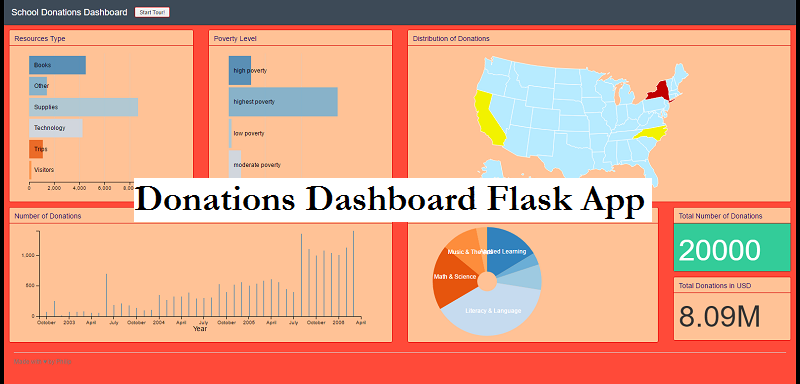 School Donations Dashboard
Start Tour!
Resources Type
Poverty Level
Distribution of Donations
Books
Other
Supplies
Technology
Trips
Visitors
0
2,000
4,000
6,000
high poverty
highest poverty
low poverty
moderate poverty
Donations Dashboard Flask App
Number of Donations
1,000
500
0
October
2003
April
July
October
2004
April
July
October
2005
April
July
October
2006
April
Year
Applied Learning
Math & Science
Literacy & Language
Total Number of Donations
20000
Total Donations in USD
8.09M